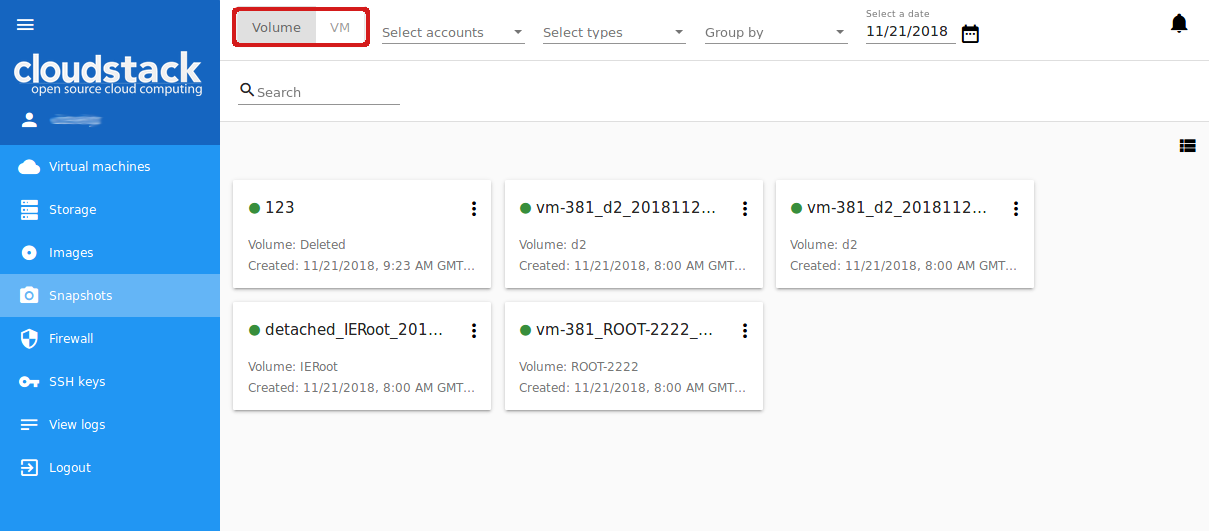 Volume VM Select accounts Select types Group by Select a date 11/21/2018
cloudstack
open source cloud computing
Search
Virtual machines
Storage
Images
Snapshots
Firewall
SSH keys
View logs
Logout
123
Volume: Deleted
Created: 11/21/2018, 9:23 AM GMT...
vm-381_d2_2018112...
Volume: d2
Created: 11/21/2018, 8:00 AM GMT...
vm-381_d2_2018112...
Volume: d2
Created: 11/21/2018, 8:00 AM GMT...
detached_IERoot_201...
Volume: IERoot
Created: 11/21/2018, 8:00 AM GMT...
vm-381_ROOT-2222_...
Volume: ROOT-2222
Created: 11/21/2018, 8:00 AM GMT...